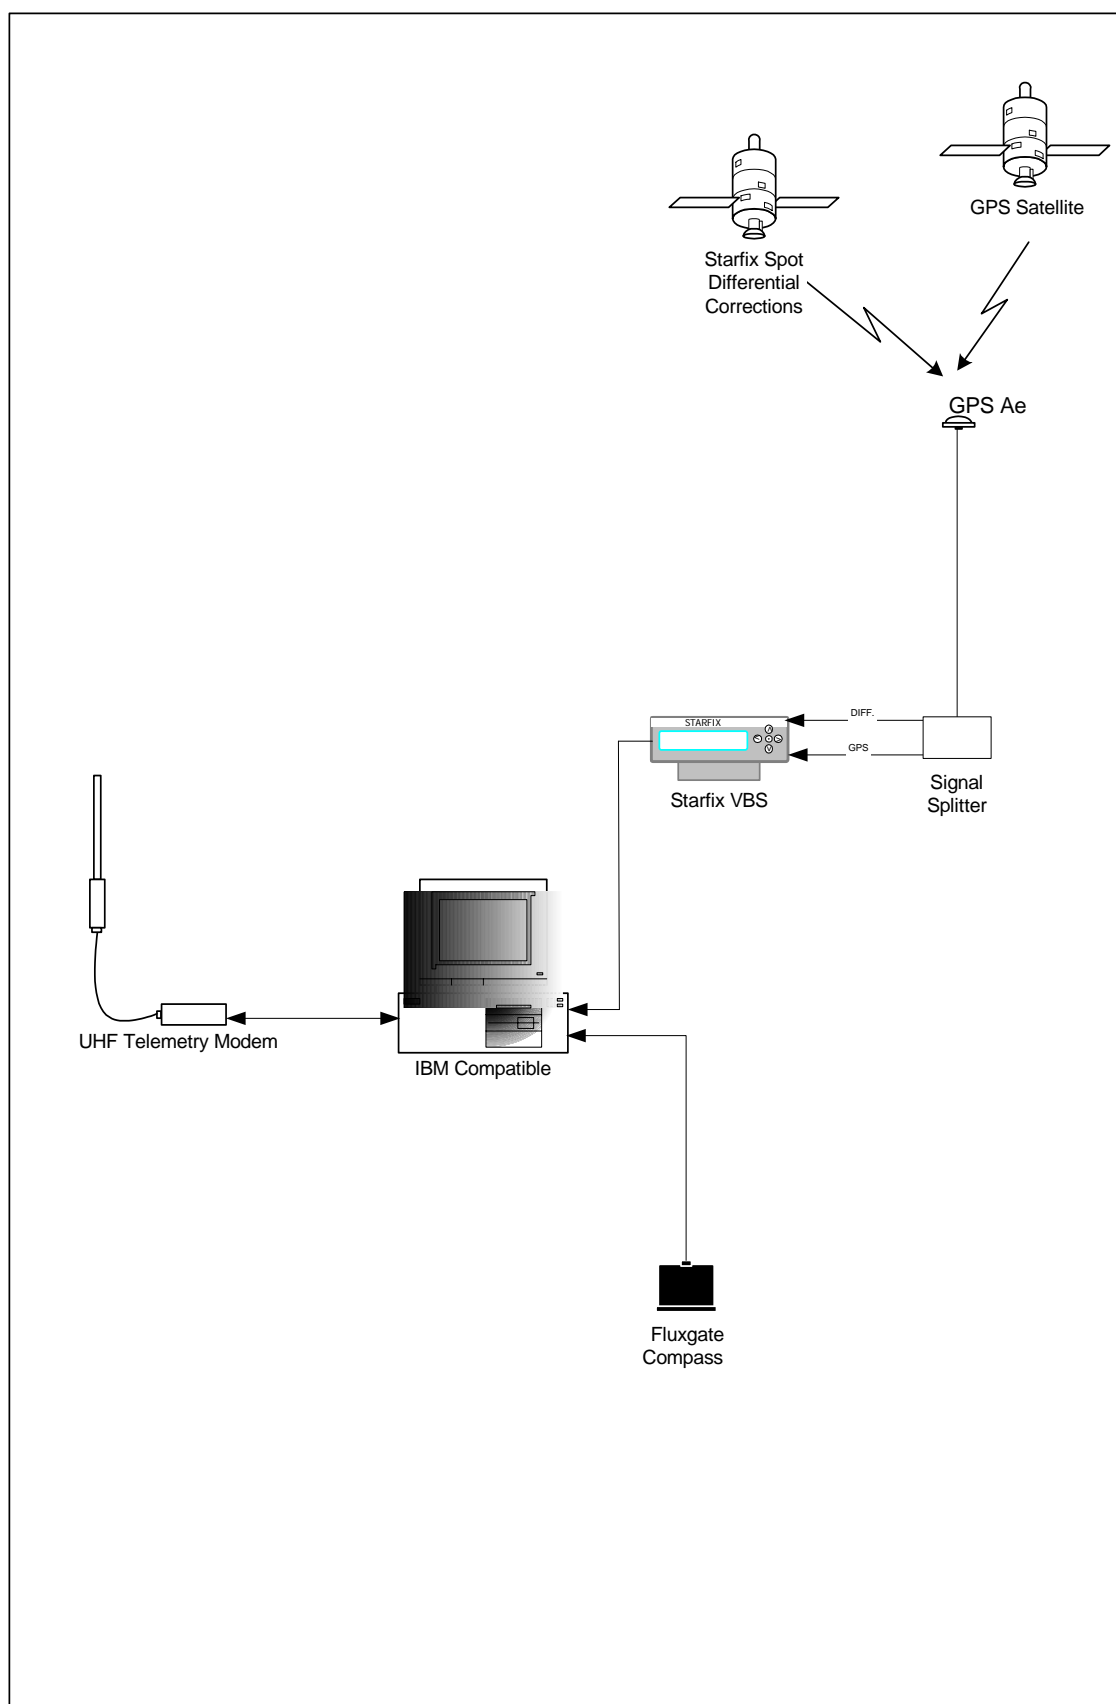 GPS Satellite
Starfix Spot
Differential
Corrections
GPS Ae
DIFF.
STARFIX
GPS
Starfix VBS
Signal
Splitter
UHF Telemetry Modem
IBM Compatible
Fluxgate
Compass